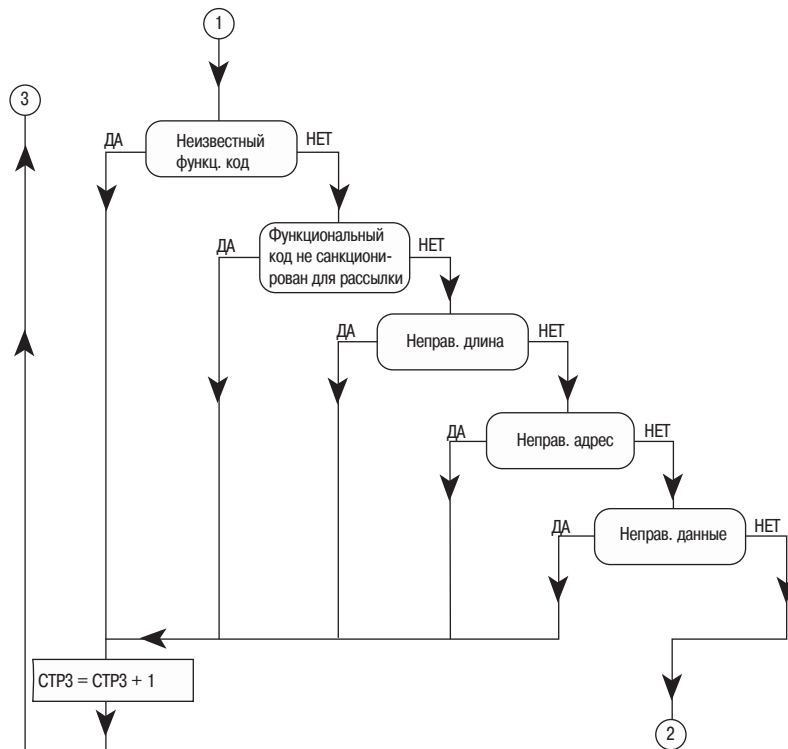 1
3
ДА
Неизвестный
функц. код
НЕТ
ДА
Функциональный
код не санкциони-
рован для рассылки
НЕТ
ДА
Неправ. длина
НЕТ
ДА
Неправ. адрес
НЕТ
ДА
Неправ. данные
НЕТ
СТР3 = СТР3 + 1
2